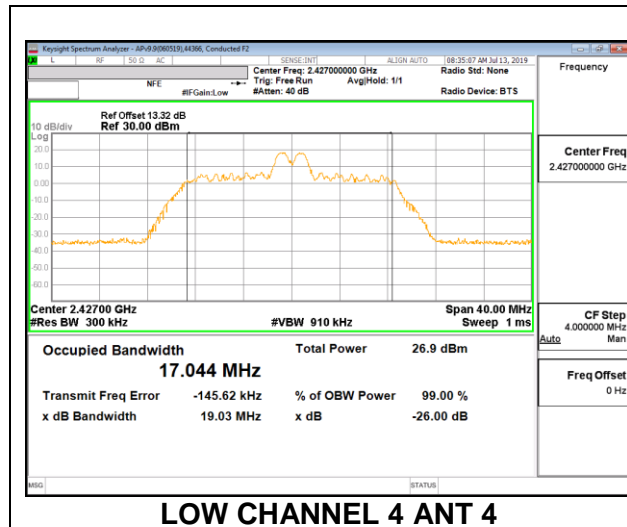 Keysight Spectrum Analyzer - APv9.9(060519),44366, Conducted F2
L RF 50 Ω AC SENSE:INT ALIGN AUTO 08:35:07 AM Jul 13, 2019
Center Freq: 2.427000000 GHz Radio Std: None
NFE Trig: Free Run Avg|Hold: 1/1
#IFGain:Low #Atten: 40 dB Radio Device: BTS
Frequency
Ref Offset 13.32 dB
10 dB/div Ref 30.00 dBm
Log
20.0
10.0
0.00
-10.0
-20.0
-30.0
-40.0
-50.0
-60.0
Center 2.42700 GHz Span 40.00 MHz
#Res BW 300 kHz #VBW 910 kHz Sweep 1 ms
Center Freq
2.427000000 GHz
CF Step
4.000000 MHz
Auto Man
Freq Offset
0 Hz
Occupied Bandwidth Total Power 26.9 dBm
17.044 MHz
Transmit Freq Error -145.62 kHz % of OBW Power 99.00 %
x dB Bandwidth 19.03 MHz x dB -26.00 dB
MSG STATUS
LOW CHANNEL 4 ANT 4